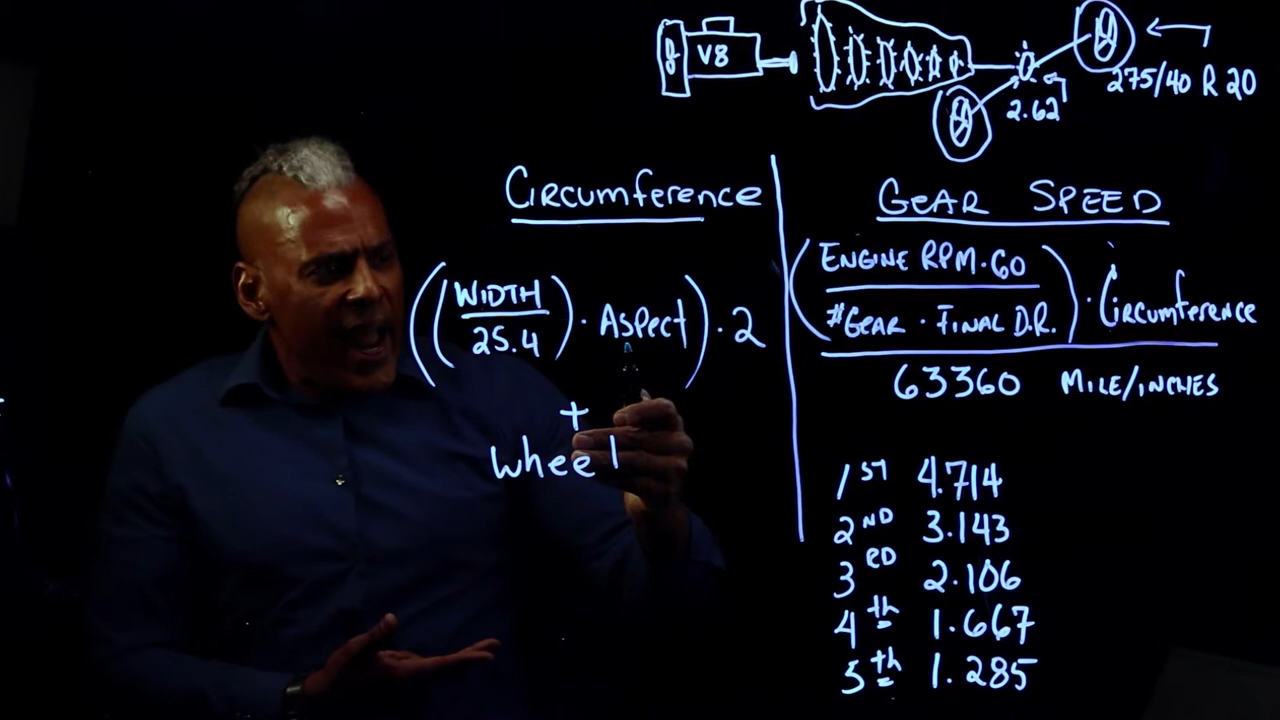 V8
275/40 R 20
2.62
Circumference
((WIDTH/25.4) · Aspect) · 2
+
Wheel
GEAR SPEED
(ENGINE RPM·60
#GEAR · FINAL D.R.) · Circumference
63360 MILE/INCHES
1ST 4.714
2ND 3.143
3RD 2.106
4th 1.667
5th 1.285